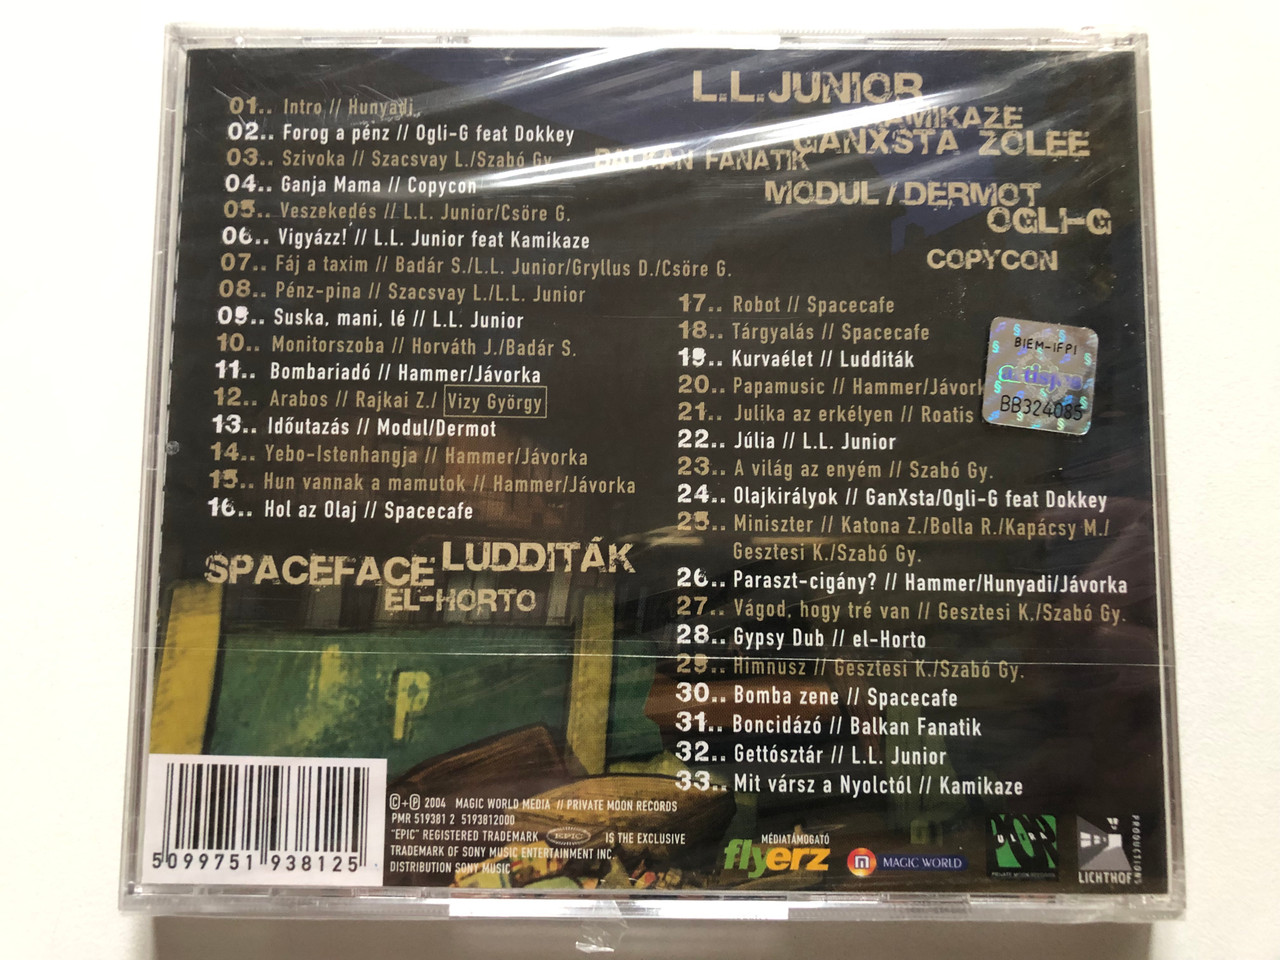 L.L. JUNIOR
KAMIKAZE
GANXSTA ZOLEE
BALKAN FANATIK
MODUL / DERMOT
OGLI-G
COPYCON
01.. Intro // Hunyadi
02.. Forog a pénz // Ogli-G feat Dokkey
03.. Szivoka // Szacsvay L./Szabó Gy.
04.. Ganja Mama // Copycon
05.. Veszekedés // L.L. Junior/Csöre G.
06.. Vigyázz! // L.L. Junior feat Kamikaze
07.. Fáj a taxim // Badár S./L.L. Junior/Gryllus D./Csöre G.
08.. Pénz-pina // Szacsvay L./L.L. Junior
09.. Suska, mani, lé // L.L. Junior
10.. Monitorszoba // Horváth J./Badár S.
11.. Bombariadó // Hammer/Jávorka
12.. Arabos // Rajkai Z./ Vizy György
13.. Időutazás // Modul/Dermot
14.. Yebo-Istenhangja // Hammer/Jávorka
15.. Hun vannak a mamutok // Hammer/Jávorka
16.. Hol az Olaj // Spacecafe
17.. Robot // Spacecafe
18.. Tárgyalás // Spacecafe
19.. Kurvaélet // Ludditák
20.. Papamusic // Hammer/Jávork
21.. Julika az erkélyen // Roatis
22.. Júlia // L.L. Junior
23.. A világ az enyém // Szabó Gy.
24.. Olajkirályok // GanXsta/Ogli-G feat Dokkey
25.. Miniszter // Katona Z./Bolla R./Kapácsy M./
Gesztesi K./Szabó Gy.
26.. Paraszt-cigány? // Hammer/Hunyadi/Jávorka
27.. Vágod, hogy tré van // Gesztesi K./Szabó Gy.
28.. Gypsy Dub // el-Horto
29.. Himnusz // Gesztesi K./Szabó Gy.
30.. Bomba zene // Spacecafe
31.. Boncidázó // Balkan Fanatik
32.. Gettósztár // L.L. Junior
33.. Mit vársz a Nyolctól // Kamikaze
BIEM-IFPI
artisjus
BB324085
SPACEFACE LUDDITÁK
EL-HORTO
P
5 099751 938125
©+℗ 2004 MAGIC WORLD MEDIA // PRIVATE MOON RECORDS
PMR 519381 2 5193812000
"EPIC" REGISTERED TRADEMARK EPIC IS THE EXCLUSIVE
TRADEMARK OF SONY MUSIC ENTERTAINMENT INC.
DISTRIBUTION SONY MUSIC
MÉDIATÁMOGATÓ
flyerz
MAGIC WORLD
PRIVATE MOON RECORDS
LICHTHOF
PRODUCTIONS